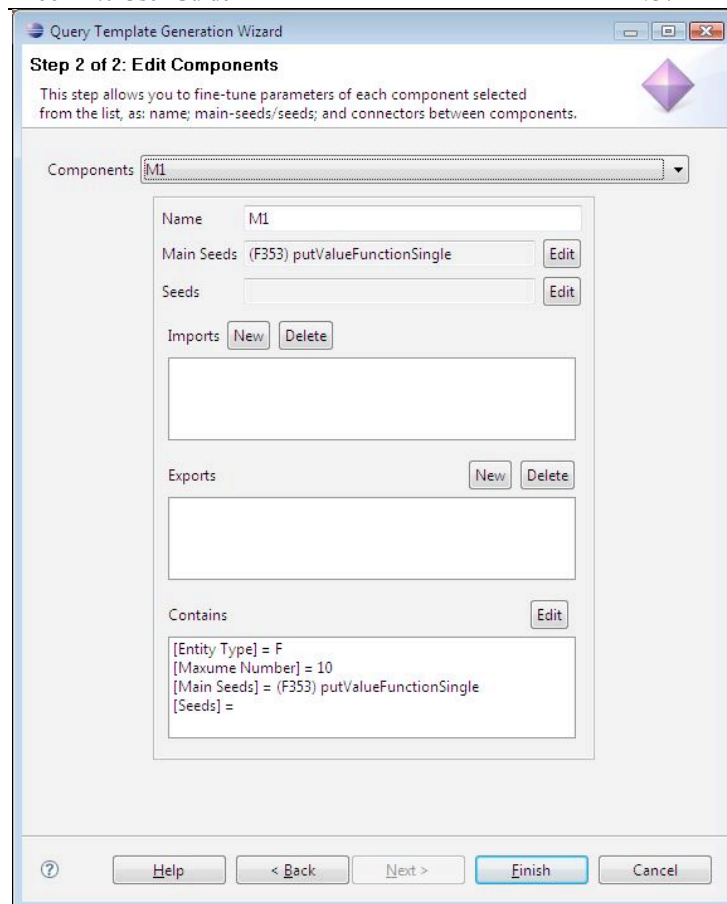 Query Template Generation Wizard
Step 2 of 2: Edit Components
This step allows you to fine-tune parameters of each component selected
from the list, as: name; main-seeds/seeds; and connectors between components.
Components M1
Name M1
Main Seeds (F353) putValueFunctionSingle Edit
Seeds Edit
Imports New Delete
Exports New Delete
Contains Edit
[Entity Type] = F
[Maxume Number] = 10
[Main Seeds] = (F353) putValueFunctionSingle
[Seeds] =
? Help < Back Next > Finish Cancel